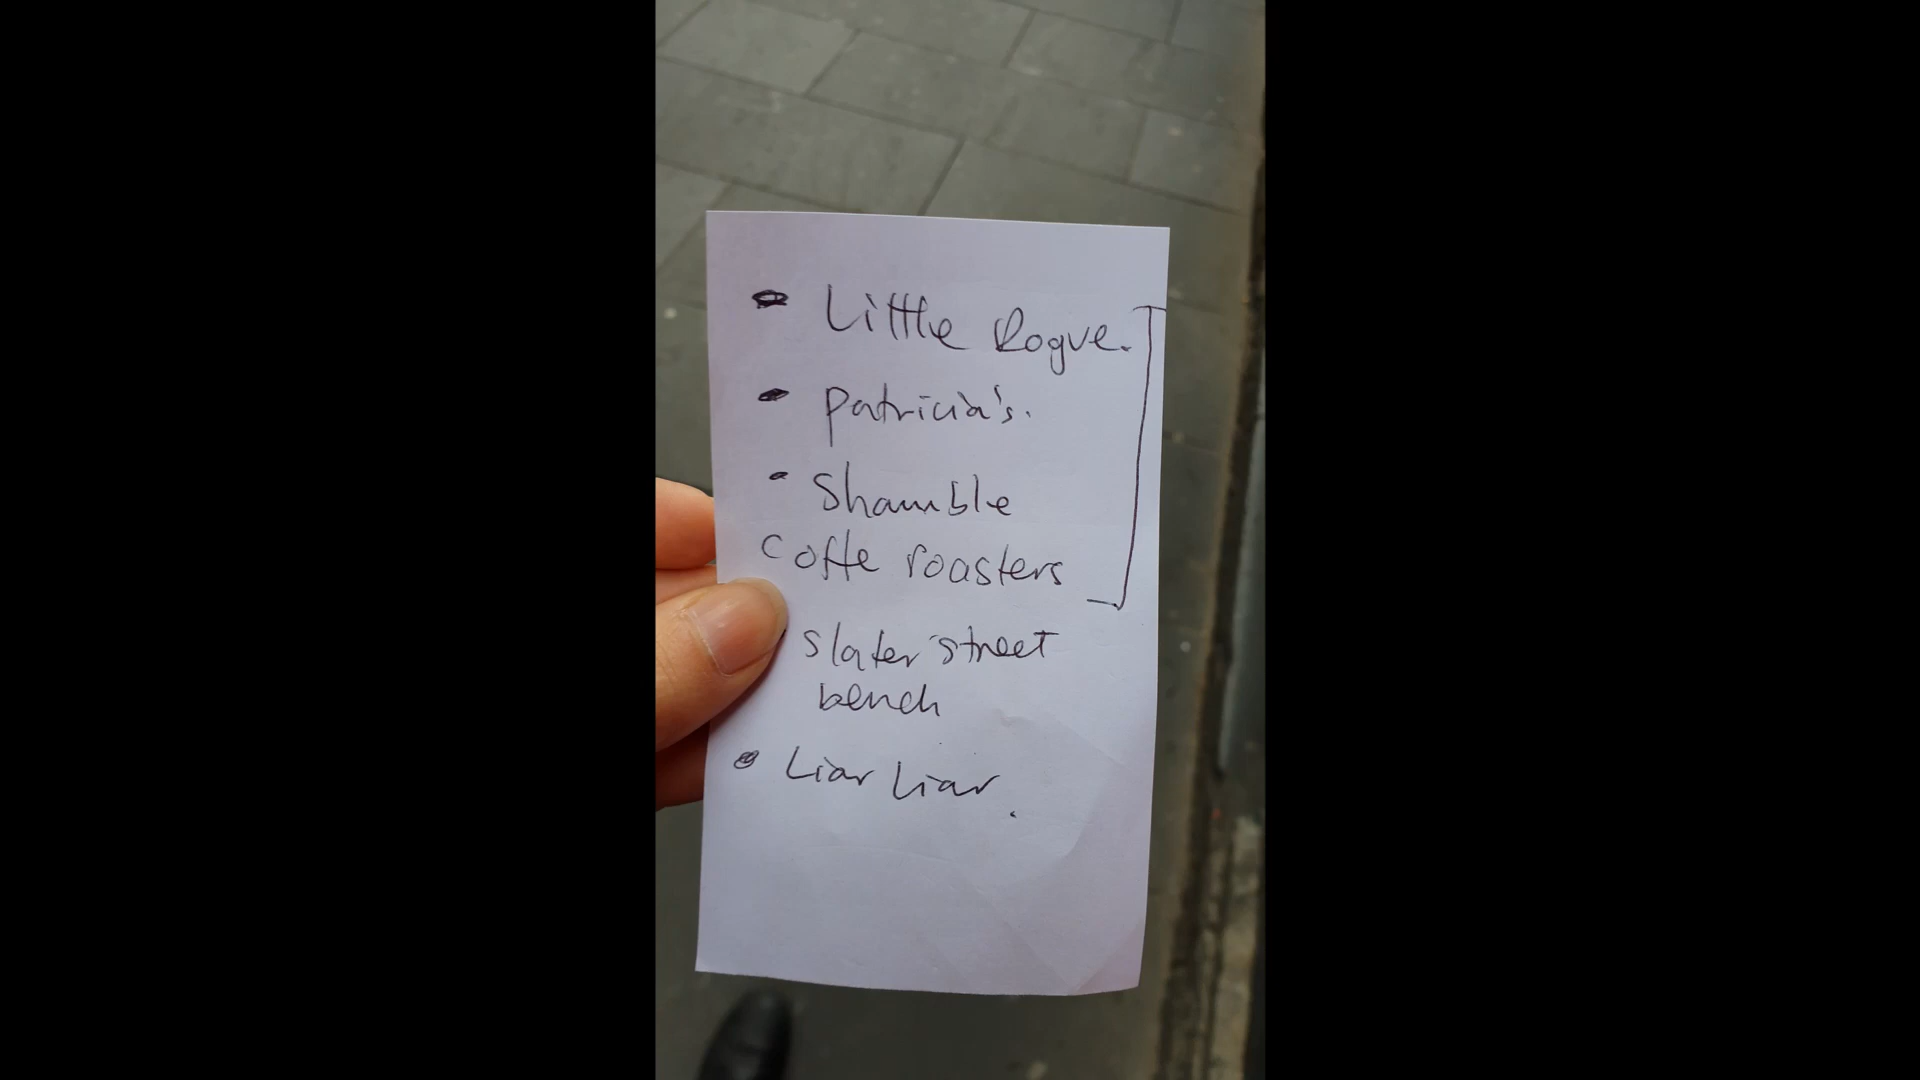 Little Rogue.
Patricia's.
Shamble
Coffe roasters
Slater street
bench
Liar Liar.